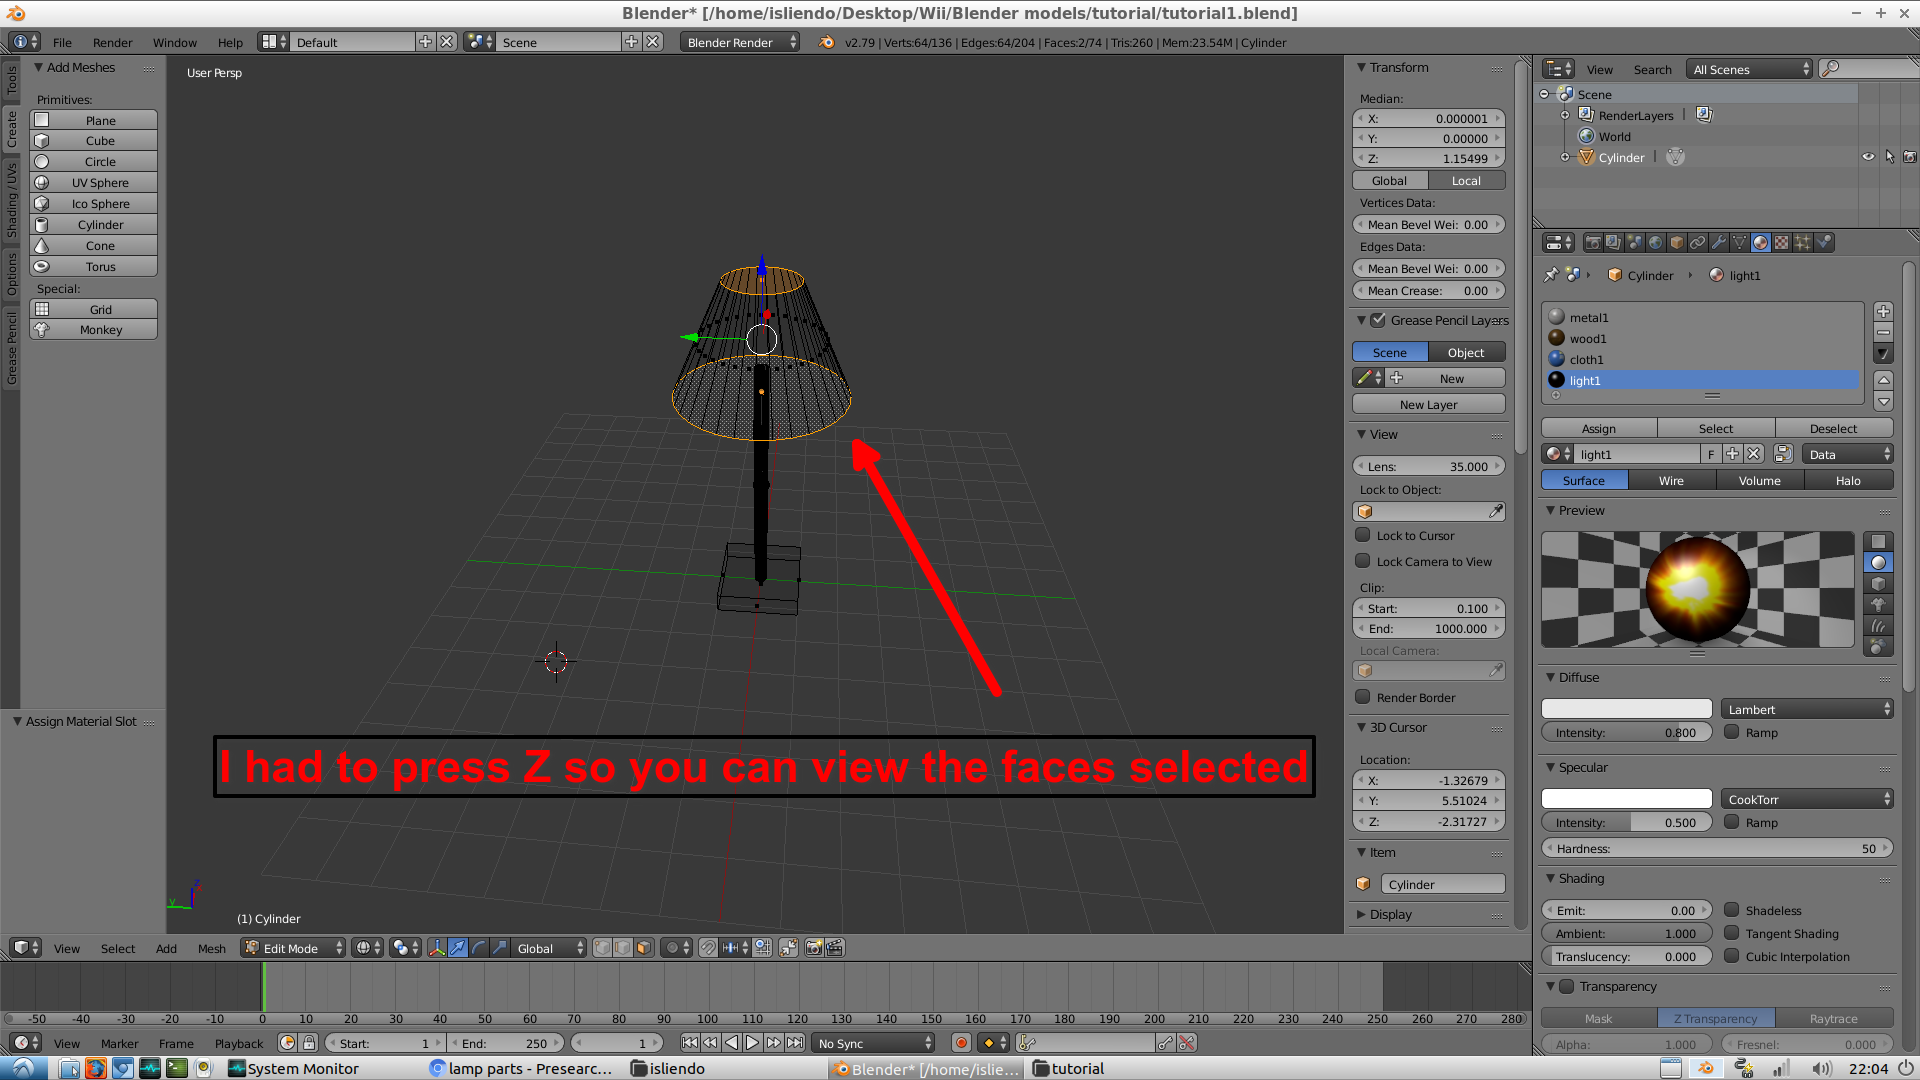 Blender* [/home/isliendo/Desktop/Wii/Blender models/tutorial/tutorial1.blend]
File Render Window Help Default Scene Blender Render v2.79 | Verts:64/136 | Edges:64/204 | Faces:2/74 | Tris:260 | Mem:23.54M | Cylinder
Tools
Create
Shading / UVs
Options
Grease Pencil
Add Meshes
Primitives:
Plane
Cube
Circle
UV Sphere
Ico Sphere
Cylinder
Cone
Torus
Special:
Grid
Monkey
Assign Material Slot
User Persp
I had to press Z so you can view the faces selected
z
y
(1) Cylinder
Transform
Median:
X: 0.000001
Y: 0.00000
Z: 1.15499
Global Local
Vertices Data:
Mean Bevel Wei: 0.00
Edges Data:
Mean Bevel Wei: 0.00
Mean Crease: 0.00
Grease Pencil Layers
Scene Object
New
New Layer
View
Lens: 35.000
Lock to Object:
Lock to Cursor
Lock Camera to View
Clip:
Start: 0.100
End: 1000.000
Local Camera:
Render Border
3D Cursor
Location:
X: -1.32679
Y: 5.51024
Z: -2.31727
Item
Cylinder
Display
View Search All Scenes
Scene
RenderLayers |
World
Cylinder |
Cylinder light1
metal1
wood1
cloth1
light1
Assign Select Deselect
light1 F Data
Surface Wire Volume Halo
Preview
Diffuse
Lambert
Intensity: 0.800 Ramp
Specular
CookTorr
Intensity: 0.500 Ramp
Hardness: 50
Shading
Emit: 0.00 Shadeless
Ambient: 1.000 Tangent Shading
Translucency: 0.000 Cubic Interpolation
Transparency
Mask Z Transparency Raytrace
Alpha: 1.000 Fresnel: 0.000
View Select Add Mesh Edit Mode Global
-50 -40 -30 -20 -10 0 10 20 30 40 50 60 70 80 90 100 110 120 130 140 150 160 170 180 190 200 210 220 230 240 250 260 270 280
View Marker Frame Playback Start: 1 End: 250 1 No Sync
System Monitor lamp parts - Presearc... isliendo Blender* [/home/islie... tutorial 22:04